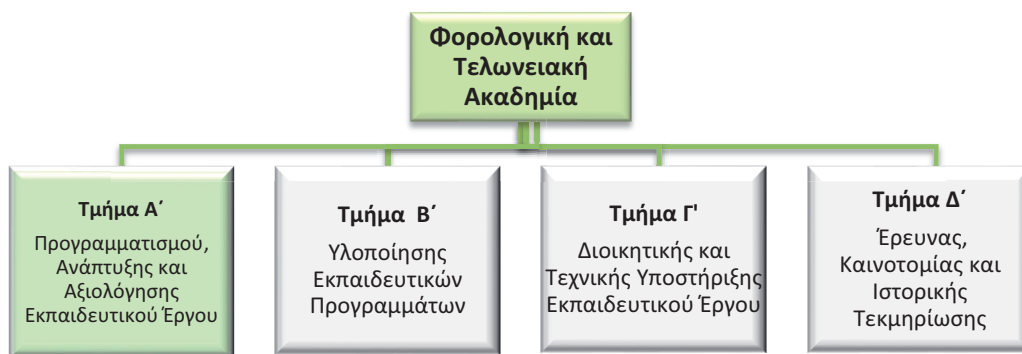 Φορολογική και
Τελωνειακή
Ακαδημία
Τμήμα Α΄
Προγραμματισμού,
Ανάπτυξης και
Αξιολόγησης
Εκπαιδευτικού Έργου
Τμήμα Β΄
Υλοποίησης
Εκπαιδευτικών
Προγραμμάτων
Τμήμα Γ'
Διοικητικής και
Τεχνικής Υποστήριξης
Εκπαιδευτικού Έργου
Τμήμα Δ΄
Έρευνας,
Καινοτομίας και
Ιστορικής
Τεκμηρίωσης